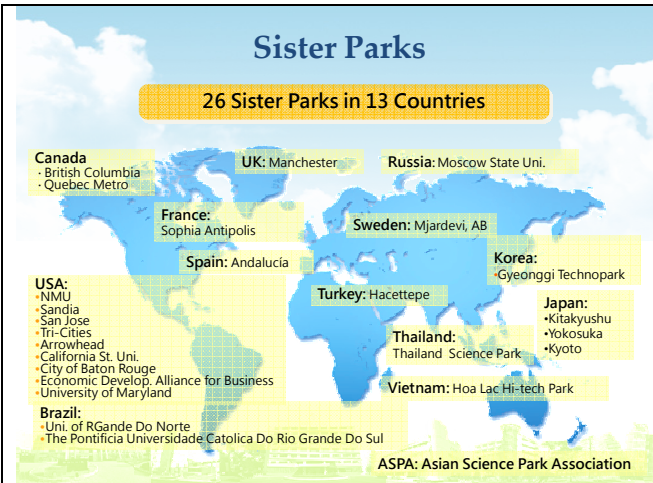 Sister Parks
26 Sister Parks in 13 Countries
Canada
· British Columbia
· Quebec Metro
UK: Manchester
Russia: Moscow State Uni.
France:
Sophia Antipolis
Sweden: Mjardevi, AB
Spain: Andalucía
Korea:
•Gyeonggi Technopark
USA:
•NMU
•Sandia
•San Jose
•Tri-Cities
•Arrowhead
•California St. Uni.
•City of Baton Rouge
•Economic Develop. Alliance for Business
•University of Maryland
Turkey: Hacettepe
Japan:
•Kitakyushu
•Yokosuka
•Kyoto
Thailand:
Thailand Science Park
Vietnam: Hoa Lac Hi-tech Park
Brazil:
•Uni. of RGande Do Norte
•The Pontificia Universidade Catolica Do Rio Grande Do Sul
ASPA: Asian Science Park Association